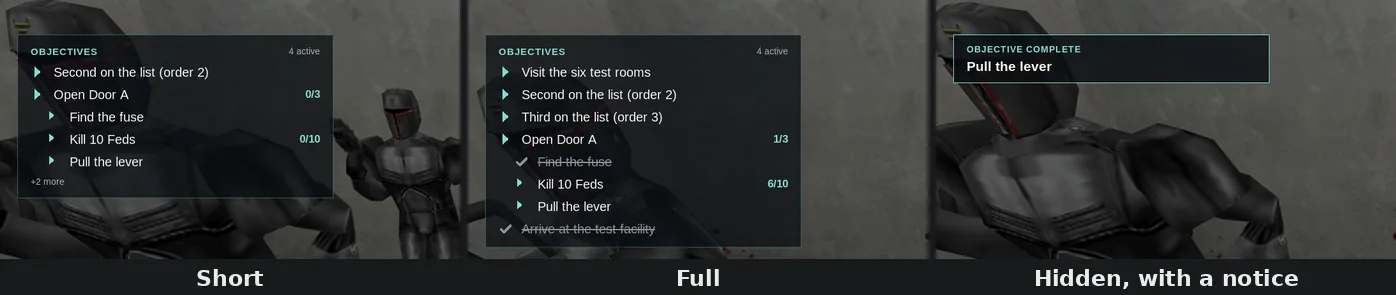 OBJECTIVES 4 active
Second on the list (order 2)
Open Door A 0/3
Find the fuse
Kill 10 Feds 0/10
Pull the lever
+2 more
Short
OBJECTIVES 4 active
Visit the six test rooms
Second on the list (order 2)
Third on the list (order 3)
Open Door A 1/3
Find the fuse
Kill 10 Feds 6/10
Pull the lever
Arrive at the test facility
Full
OBJECTIVE COMPLETE
Pull the lever
Hidden, with a notice